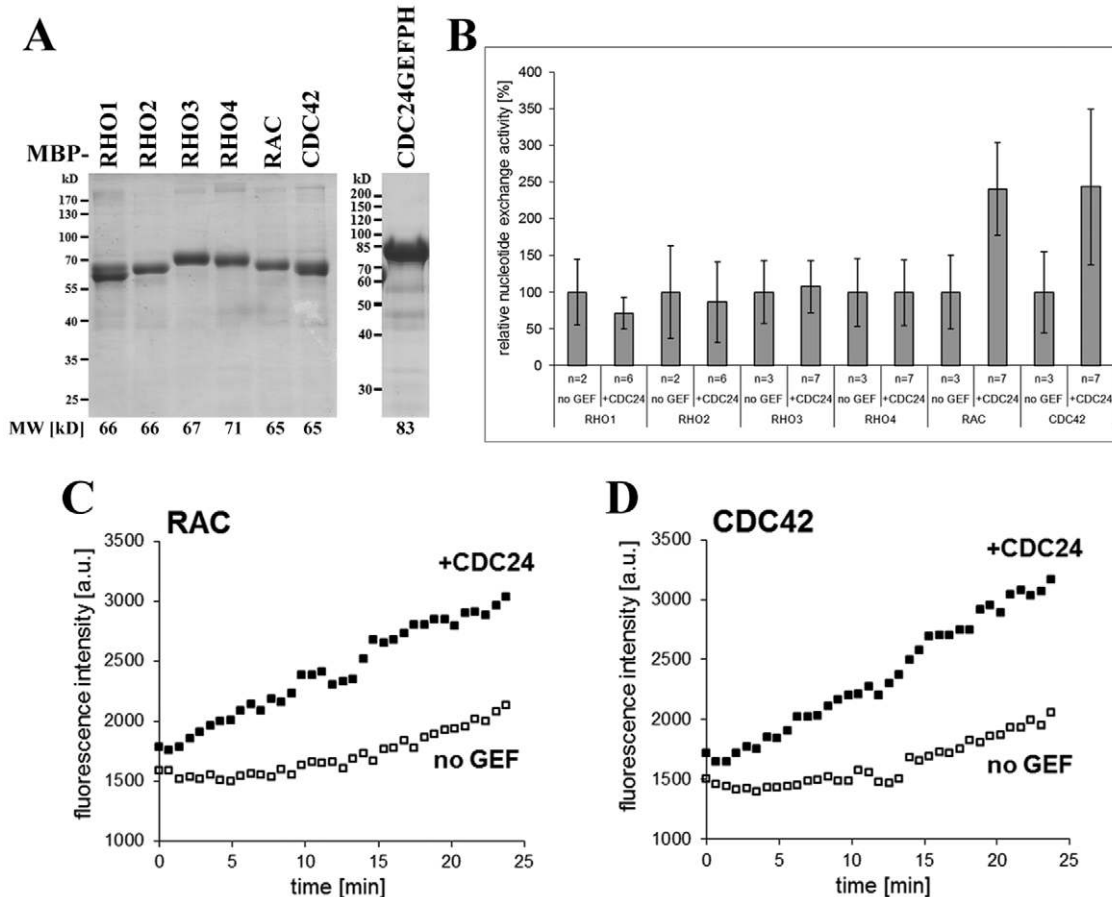 A
MBP-
RHO1
RHO2
RHO3
RHO4
RAC
CDC42
CDC24GEFPH
kD
170
130
100
70
55
40
35
25
kD
200
150
120
100
85
70
60
50
40
30
MW [kD] 66 66 67 71 65 65 83
B
relative nucleotide exchange activity [%]
400
350
300
250
200
150
100
50
0
n=2 n=6 n=2 n=6 n=3 n=7 n=3 n=7 n=3 n=7 n=3 n=7
no GEF +CDC24 no GEF +CDC24 no GEF +CDC24 no GEF +CDC24 no GEF +CDC24 no GEF +CDC24
RHO1 RHO2 RHO3 RHO4 RAC CDC42
C
RAC
fluorescence intensity [a.u.]
3500
3000
2500
2000
1500
1000
+CDC24
no GEF
0 5 10 15 20 25
time [min]
D
CDC42
fluorescence intensity [a.u.]
3500
3000
2500
2000
1500
1000
+CDC24
no GEF
0 5 10 15 20 25
time [min]